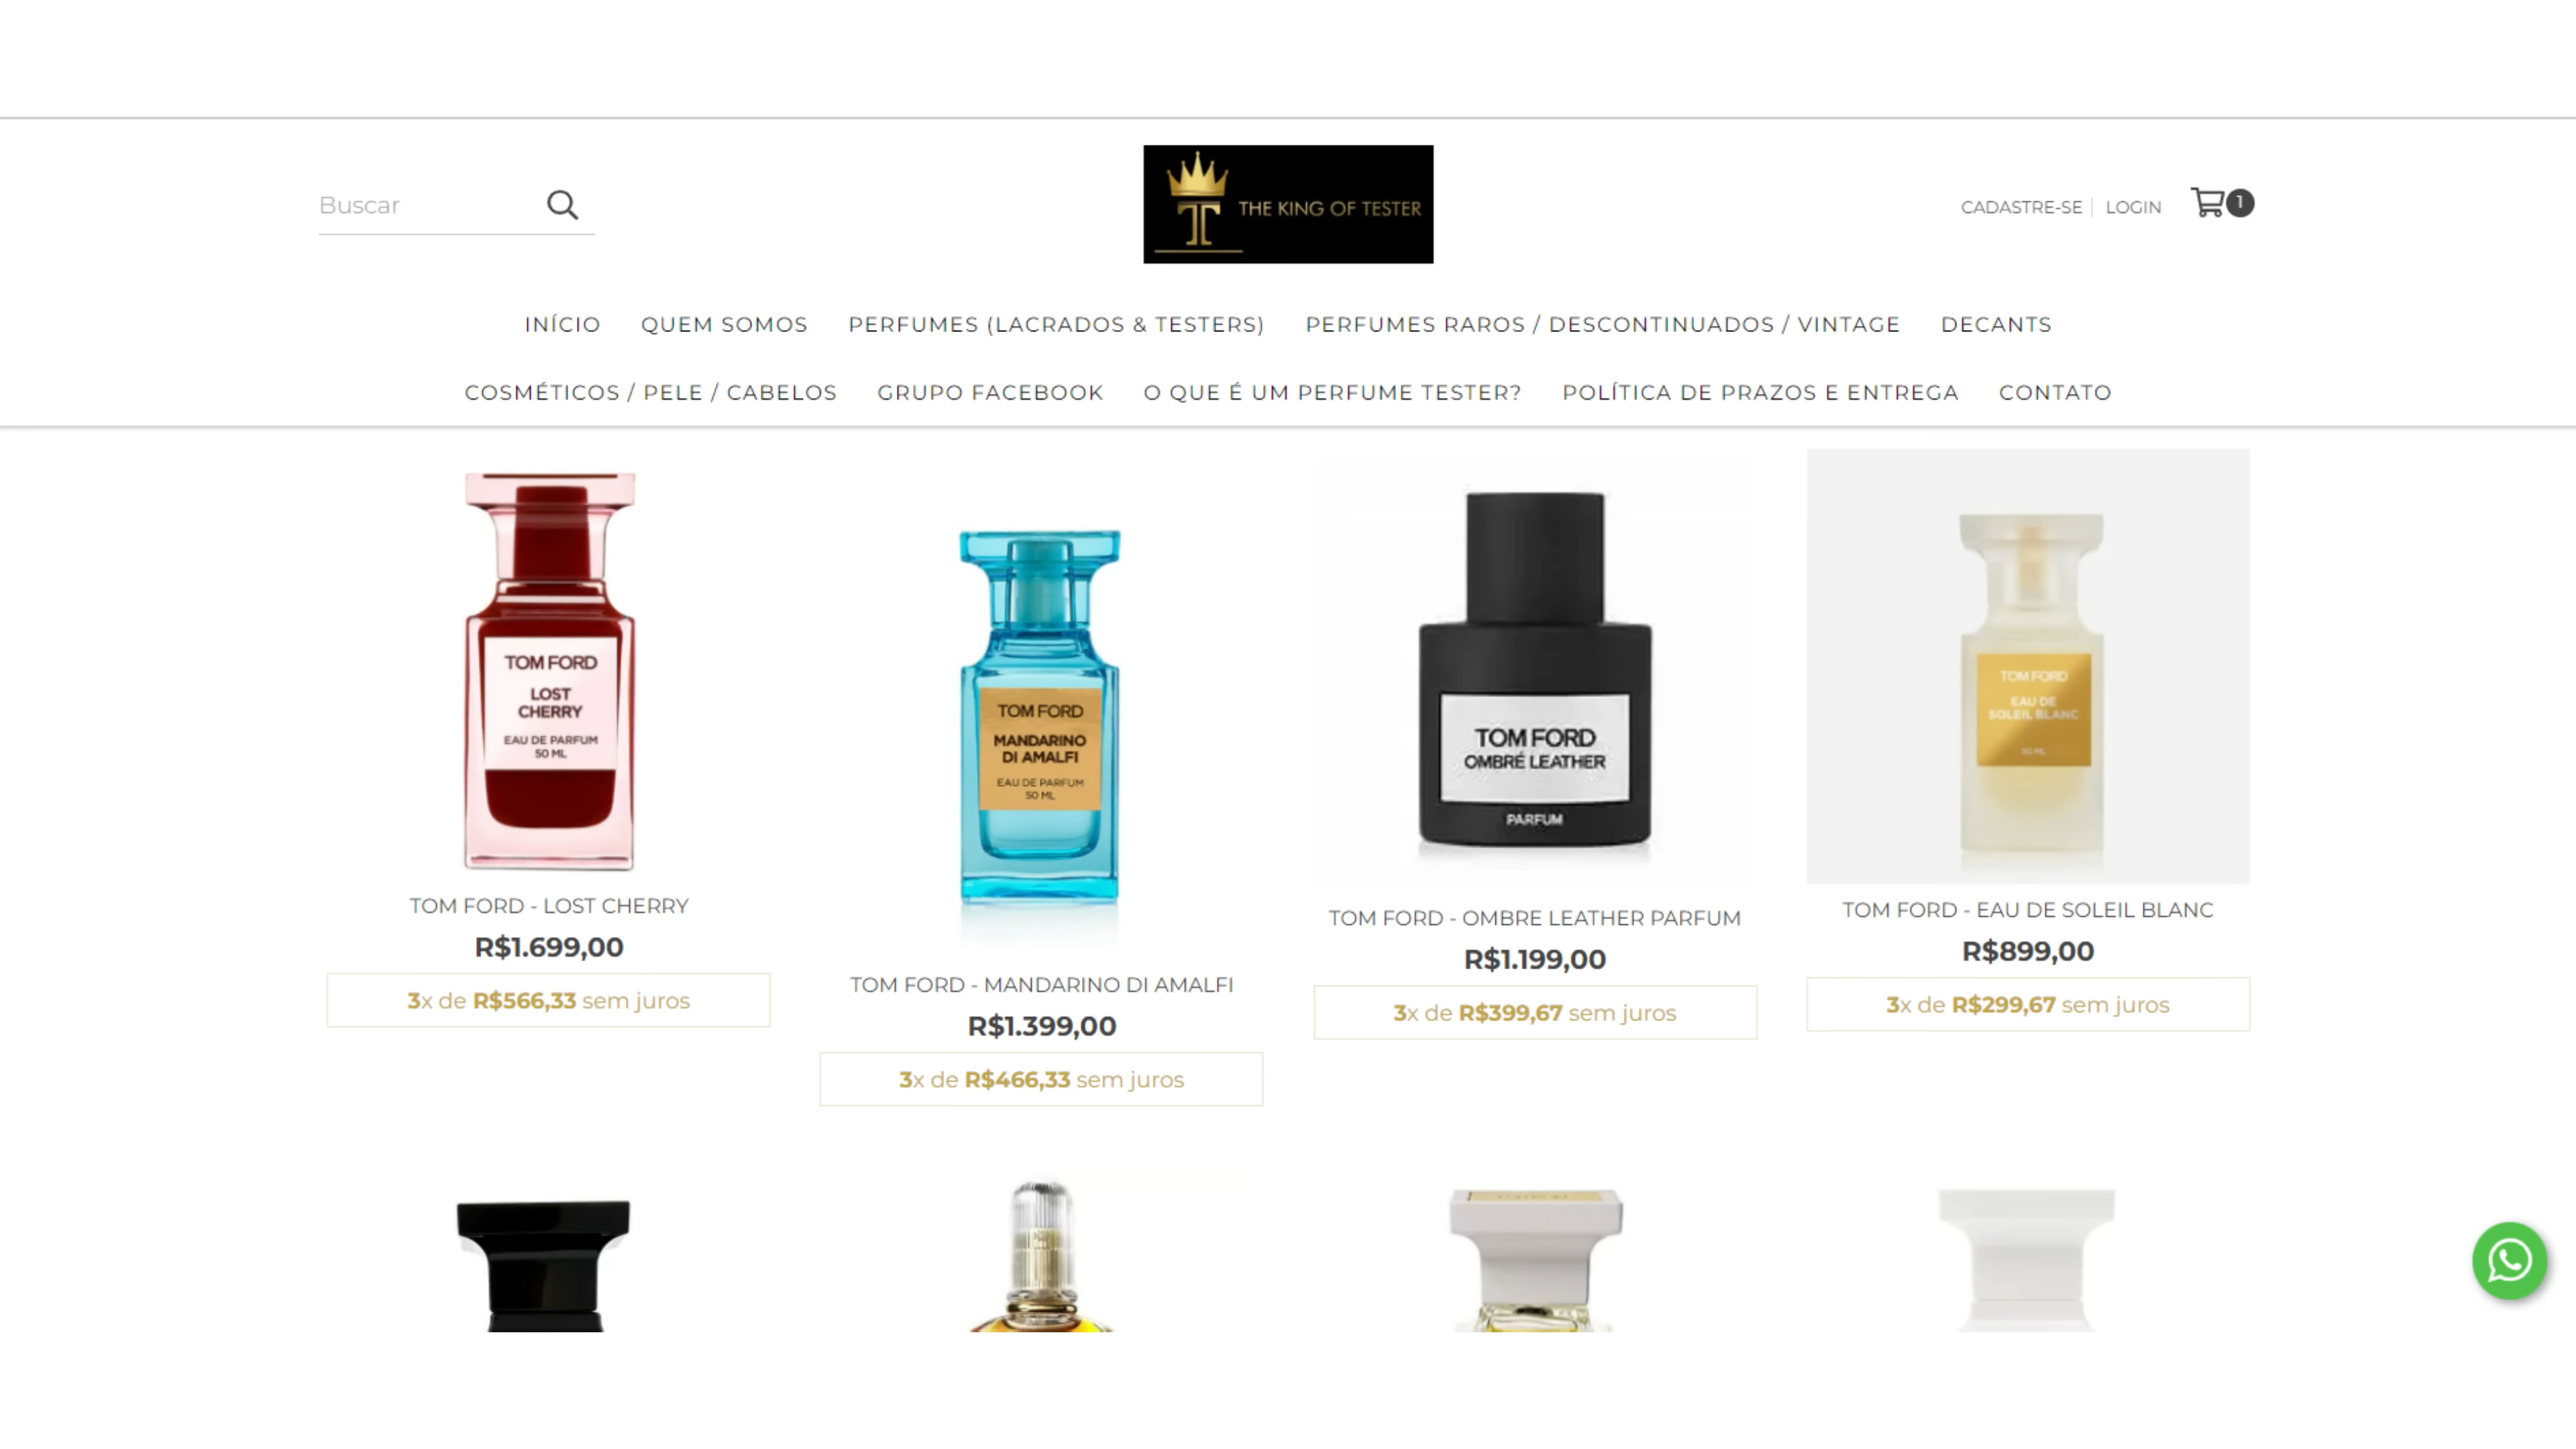 Buscar
THE KING OF TESTER
CADASTRE-SE
LOGIN
1
INÍCIO QUEM SOMOS PERFUMES (LACRADOS & TESTERS) PERFUMES RAROS / DESCONTINUADOS / VINTAGE DECANTS
COSMÉTICOS / PELE / CABELOS GRUPO FACEBOOK O QUE É UM PERFUME TESTER? POLÍTICA DE PRAZOS E ENTREGA CONTATO
TOM FORD
LOST
CHERRY
EAU DE PARFUM
50 ML
TOM FORD - LOST CHERRY
R$1.699,00
3x de R$566,33 sem juros
TOM FORD
MANDARINO
DI AMALFI
EAU DE PARFUM
50 ML
TOM FORD - MANDARINO DI AMALFI
R$1.399,00
3x de R$466,33 sem juros
TOM FORD
OMBRÉ LEATHER
PARFUM
TOM FORD - OMBRE LEATHER PARFUM
R$1.199,00
3x de R$399,67 sem juros
TOM FORD
EAU DE
SOLEIL BLANC
50 ML
TOM FORD - EAU DE SOLEIL BLANC
R$899,00
3x de R$299,67 sem juros